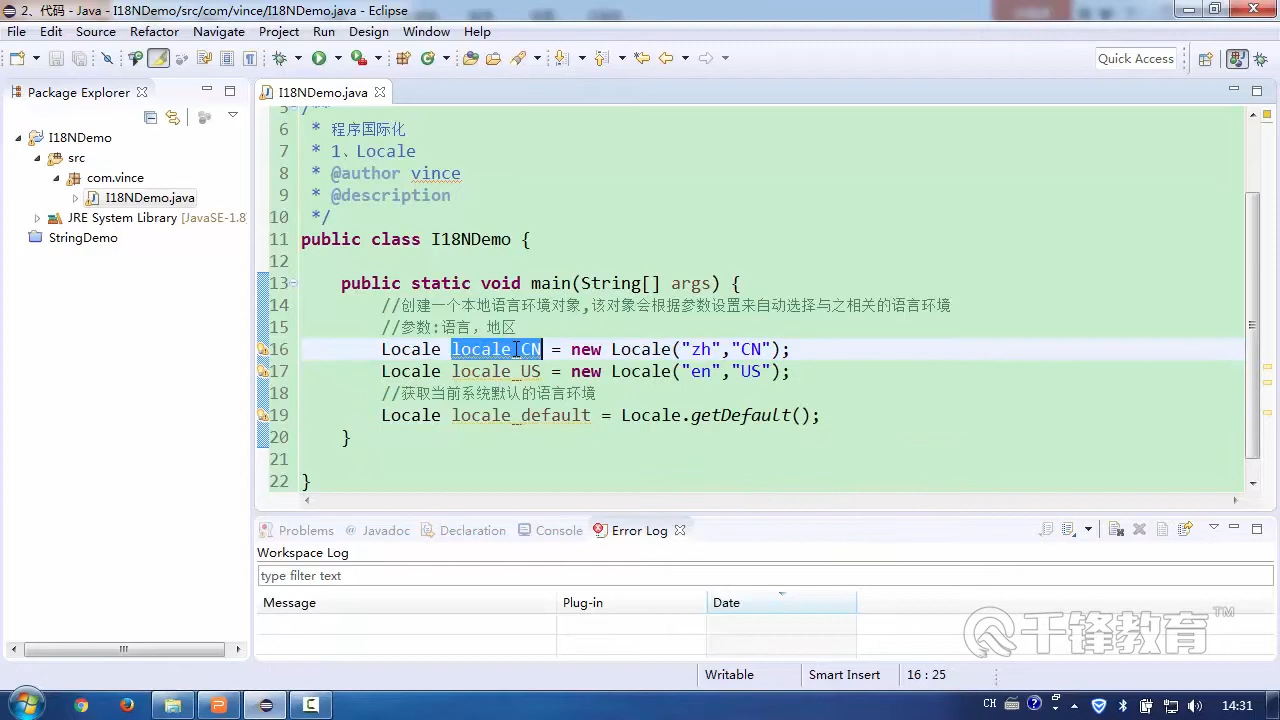 2、代码 - Java - I18NDemo/src/com/vince/I18NDemo.java - Eclipse
File Edit Source Refactor Navigate Project Run Design Window Help
Quick Access
Package Explorer
I18NDemo.java
I18NDemo
src
com.vince
I18NDemo.java
JRE System Library [JavaSE-1.8]
StringDemo
5 /**
6 * 程序国际化
7 * 1、Locale
8 * @author vince
9 * @description
10 */
11 public class I18NDemo {
12
13 public static void main(String[] args) {
14 //创建一个本地语言环境对象,该对象会根据参数设置来自动选择与之相关的语言环境
15 //参数:语言, 地区
16 Locale locale_CN = new Locale("zh","CN");
17 Locale locale_US = new Locale("en","US");
18 //获取当前系统默认的语言环境
19 Locale locale_default = Locale.getDefault();
20 }
21
22 }
Problems @ Javadoc Declaration Console Error Log
Workspace Log
type filter text
Message Plug-in Date
千锋教育 TM
Writable Smart Insert 16 : 25
CH 14:31